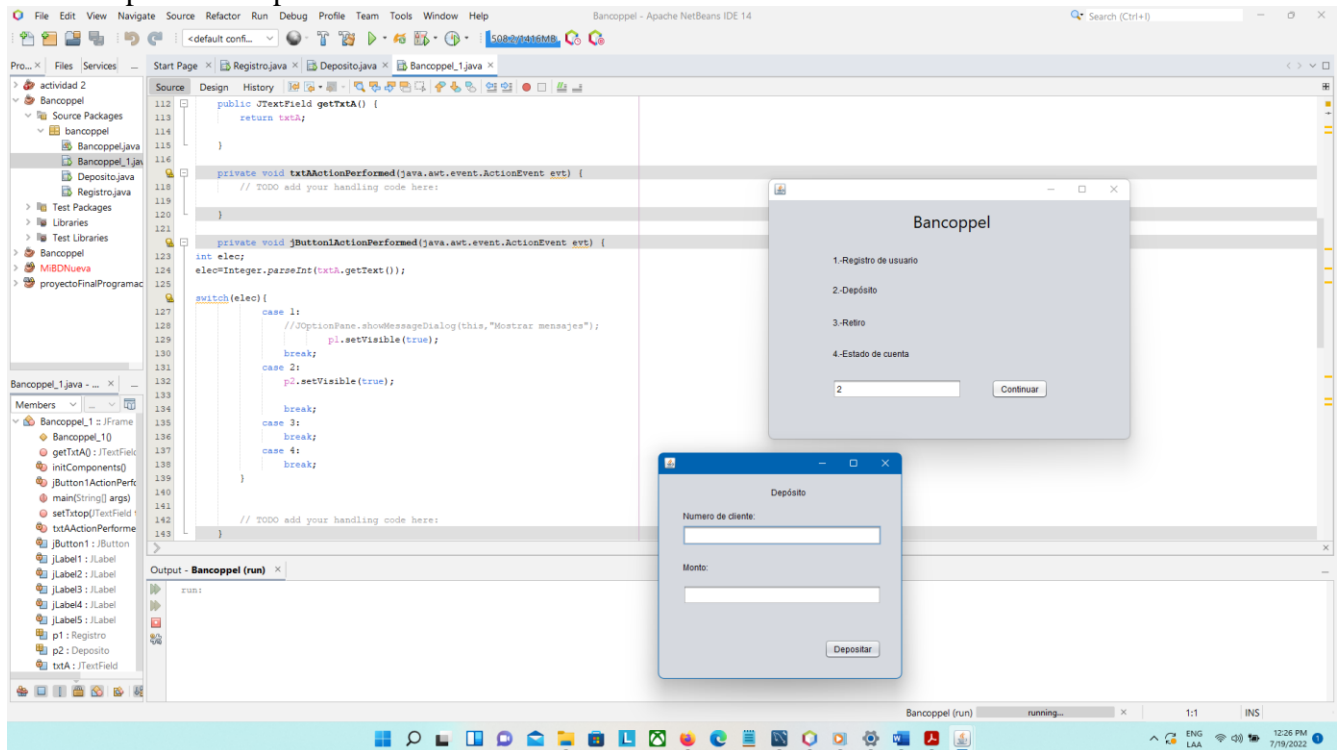 File Edit View Navigate Source Refactor Run Debug Profile Team Tools Window Help Bancoppel - Apache NetBeans IDE 14 Search (Ctrl+I)
<default confi...
Pro... Files Services
Start Page Registro.java Deposito.java Bancoppel_1.java
Source Design History
actividad 2
Bancoppel
Source Packages
bancoppel
Bancoppel.java
Bancoppel_1.jav
Deposito.java
Registro.java
Test Packages
Libraries
Test Libraries
Bancoppel
MiBDNueva
proyectoFinalProgramac
112 public JTextField getTxtA() {
113 return txtA;
114
115 }
116
private void txtAActionPerformed(java.awt.event.ActionEvent evt) {
118 // TODO add your handling code here:
119
120 }
121
private void jButton1ActionPerformed(java.awt.event.ActionEvent evt) {
123 int elec;
124 elec=Integer.parseInt(txtA.getText());
125
switch(elec){
127 case 1:
128 //JOptionPane.showMessageDialog(this,"Mostrar mensajes");
129 p1.setVisible(true);
130 break;
131 case 2:
132 p2.setVisible(true);
133
134 break;
135 case 3:
136 break;
137 case 4:
138 break;
139 }
140
141
142 // TODO add your handling code here:
143 }
Bancoppel
1.-Registro de usuario
2.-Depósito
3.-Retiro
4.-Estado de cuenta
2 Continuar
Depósito
Numero de cliente:
Monto:
Depositar
Bancoppel_1.java - ...
Members
Bancoppel_1 :: JFrame
Bancoppel_1()
getTxtA() : JTextField
initComponents()
jButton1ActionPerfo
main(String[] args)
setTxtop(JTextField t
txtAActionPerforme
jButton1 : JButton
jLabel1 : JLabel
jLabel2 : JLabel
jLabel3 : JLabel
jLabel4 : JLabel
jLabel5 : JLabel
p1 : Registro
p2 : Deposito
txtA : JTextField
Output - Bancoppel (run)
run:
Bancoppel (run) running... 1:1 INS
ENG
LAA
12:26 PM
7/19/2022